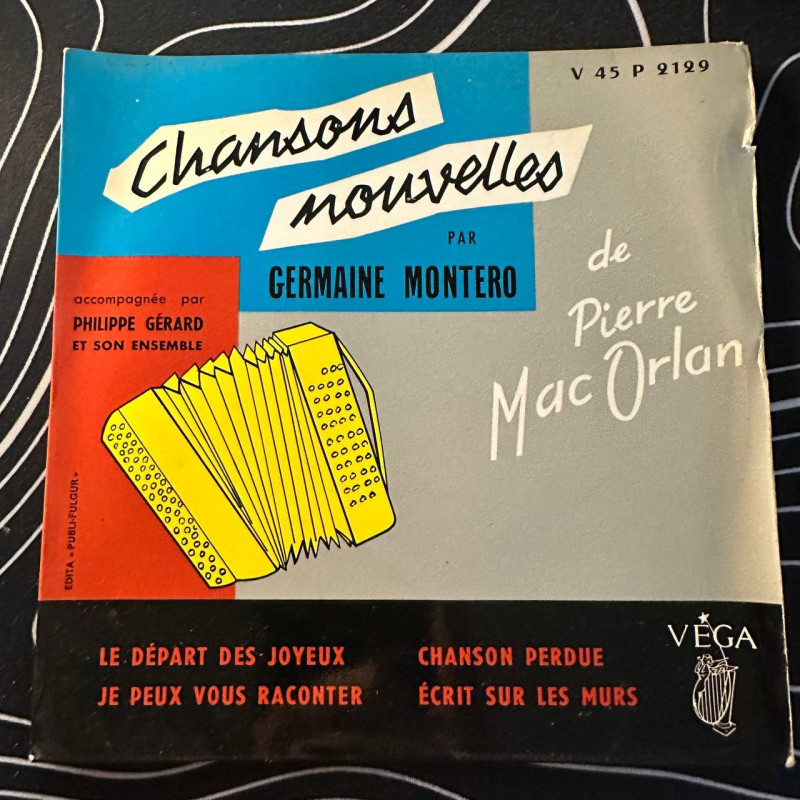 V 45 P 2129
Chansons
nouvelles
PAR
GERMAINE MONTERO
de
Pierre
Mac Orlan
accompagnée par
PHILIPPE GÉRARD
ET SON ENSEMBLE
EDITA « PUBLI-FULGUR »
LE DÉPART DES JOYEUX
JE PEUX VOUS RACONTER
CHANSON PERDUE
ÉCRIT SUR LES MURS
VÉGA